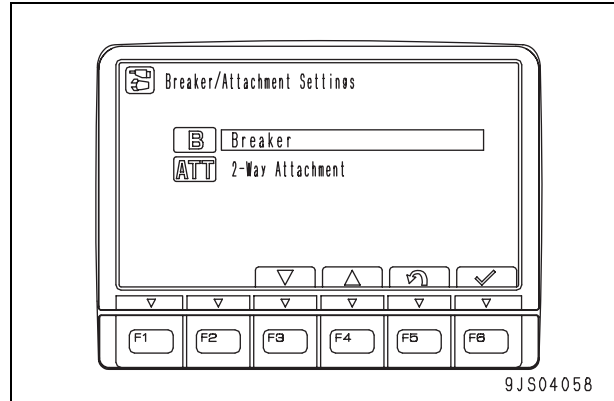 Breaker/Attachment Settings
B Breaker
ATT 2-Way Attachment
F1 F2 F3 F4 F5 F6
9JS04058